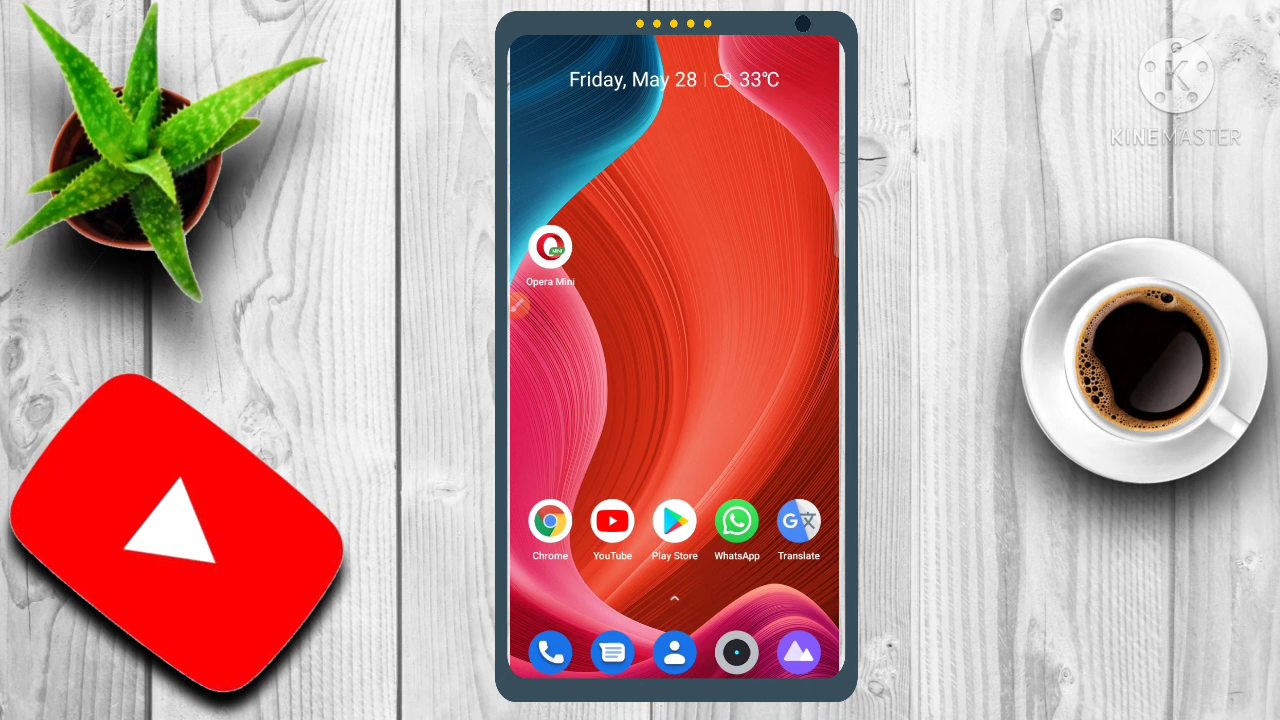 Friday, May 28 | 33℃
KINEMASTER
Opera Mini
Chrome
YouTube
Play Store
WhatsApp
Translate